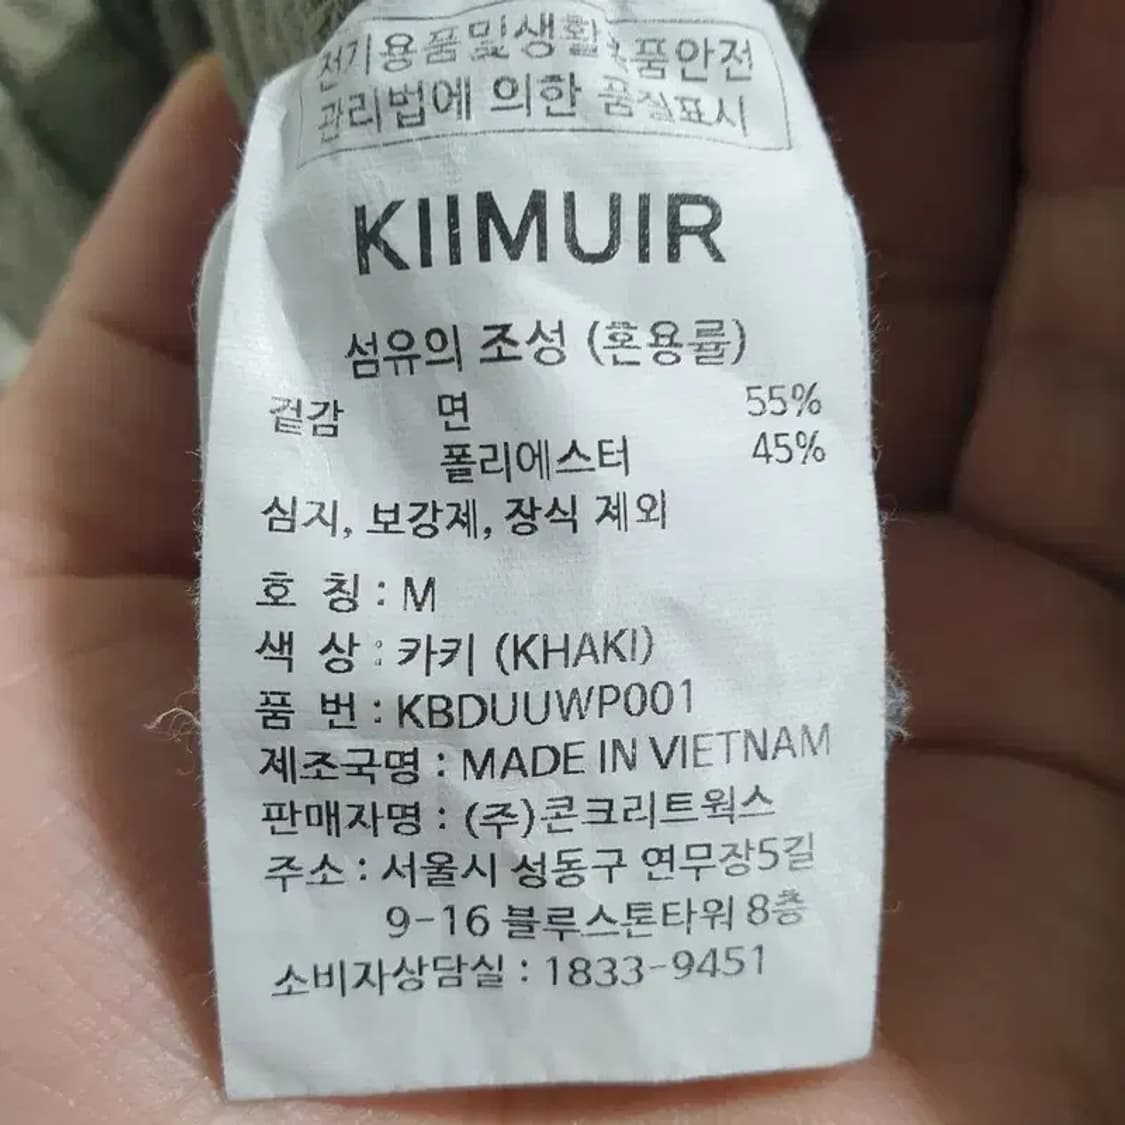 전기용품및생활용품안전
관리법에 의한 품질표시
KIIMUIR
섬유의 조성 (혼용률)
겉감 면 55%
폴리에스터 45%
심지, 보강제, 장식 제외
호 칭 : M
색 상 : 카키 (KHAKI)
품 번 : KBDUUWP001
제조국명 : MADE IN VIETNAM
판매자명 : (주)콘크리트웍스
주소 : 서울시 성동구 연무장5길
9-16 블루스톤타워 8층
소비자상담실 : 1833-9451